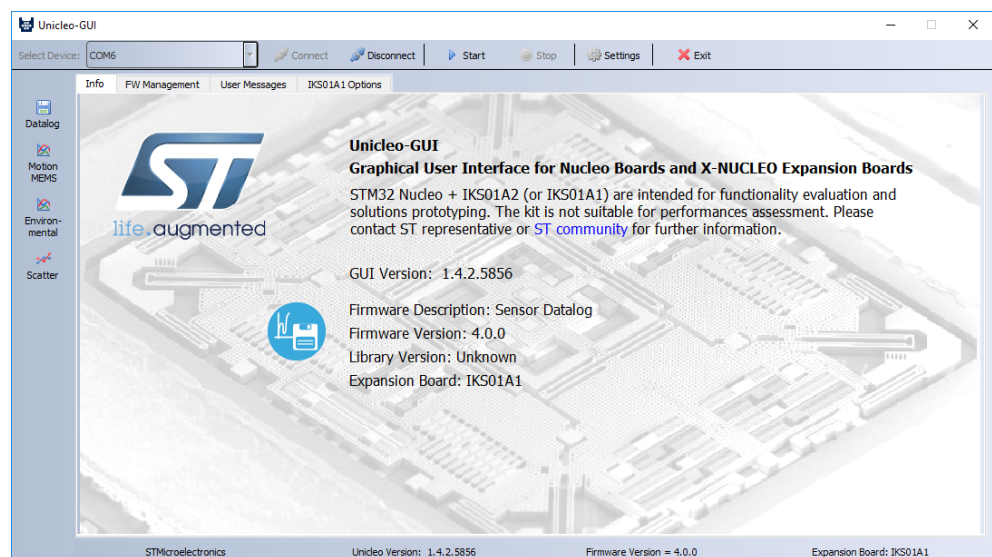 Unicleo-GUI
Select Device: COM6 Connect Disconnect Start Stop Settings Exit
Info FW Management User Messages IKS01A1 Options
Datalog
Motion
MEMS
Environ-
mental
Scatter
ST
life.augmented
Unicleo-GUI
Graphical User Interface for Nucleo Boards and X-NUCLEO Expansion Boards
STM32 Nucleo + IKS01A2 (or IKS01A1) are intended for functionality evaluation and
solutions prototyping. The kit is not suitable for performances assessment. Please
contact ST representative or ST community for further information.
GUI Version: 1.4.2.5856
Firmware Description: Sensor Datalog
Firmware Version: 4.0.0
Library Version: Unknown
Expansion Board: IKS01A1
STMicroelectronics Unicleo Version: 1.4.2.5856 Firmware Version = 4.0.0 Expansion Board: IKS01A1